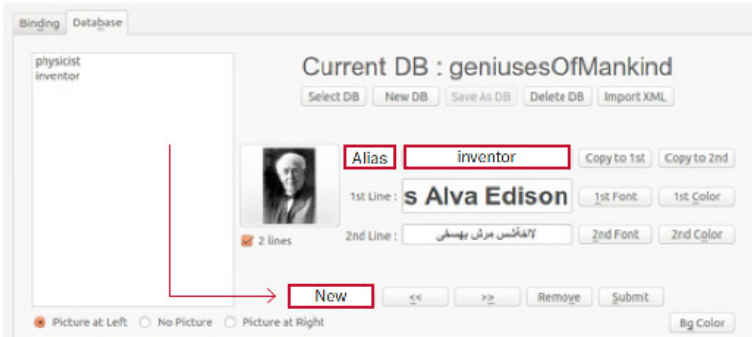 Binding Database
physicist
inventor
Current DB : geniusesOfMankind
Select DB New DB Save As DB Delete DB Import XML
Alias inventor Copy to 1st Copy to 2nd
1st Line : s Alva Edison 1st Font 1st Color
2 lines 2nd Line : 2nd Font 2nd Color
New << >> Remove Submit
Picture at Left No Picture Picture at Right Bg Color